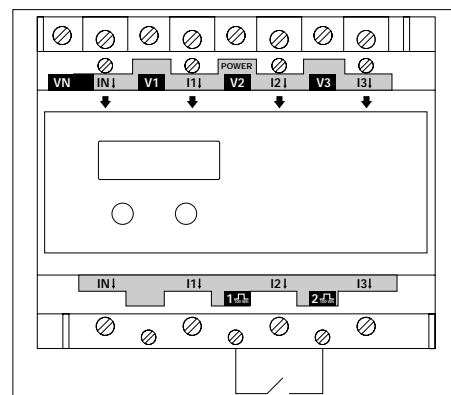 POWER
VN IN↓ V1 I1↓ V2 I2↓ V3 I3↓
IN↓ I1↓ I2↓ I3↓
1 2